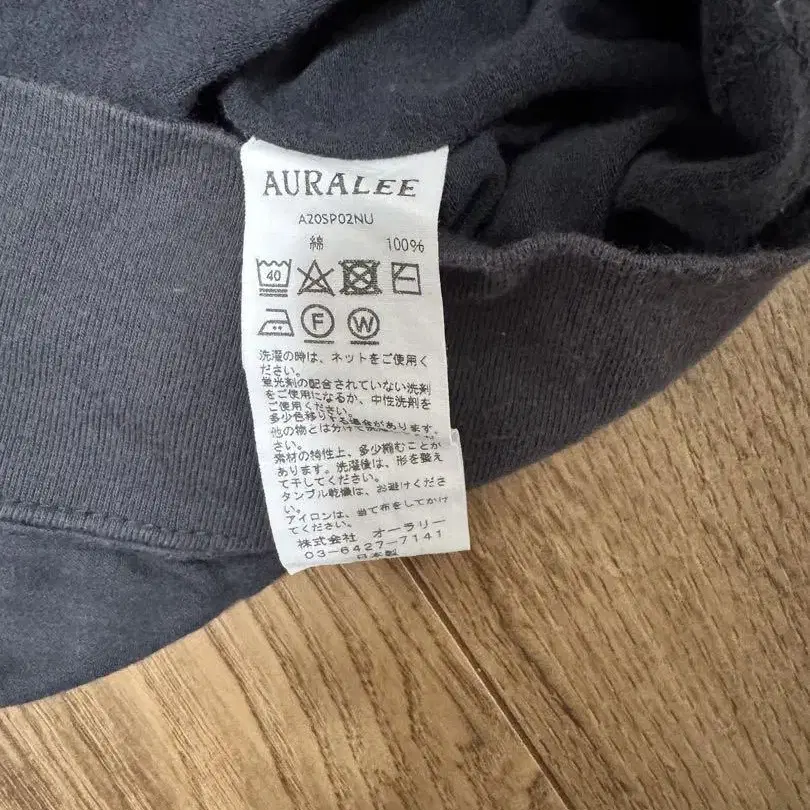 AURALEE
A20SP02NU
綿 100%
40
F W
洗濯の時は、ネットをご使用く
ださい。
蛍光剤の配合されていない洗剤
をご使用になるか、中性洗剤を
ご使用ください。
多少色移りする場合があります。
他の物とは分けて洗濯
さい。
素材の特性上、多少縮むことが
あります。洗濯後は、形を整え
て干してください。
タンブル乾燥は、お避けくださ
い。
アイロンは、当て布をしてかけ
てください。
株式会社 オーラリー
03-6427-7141
日本製